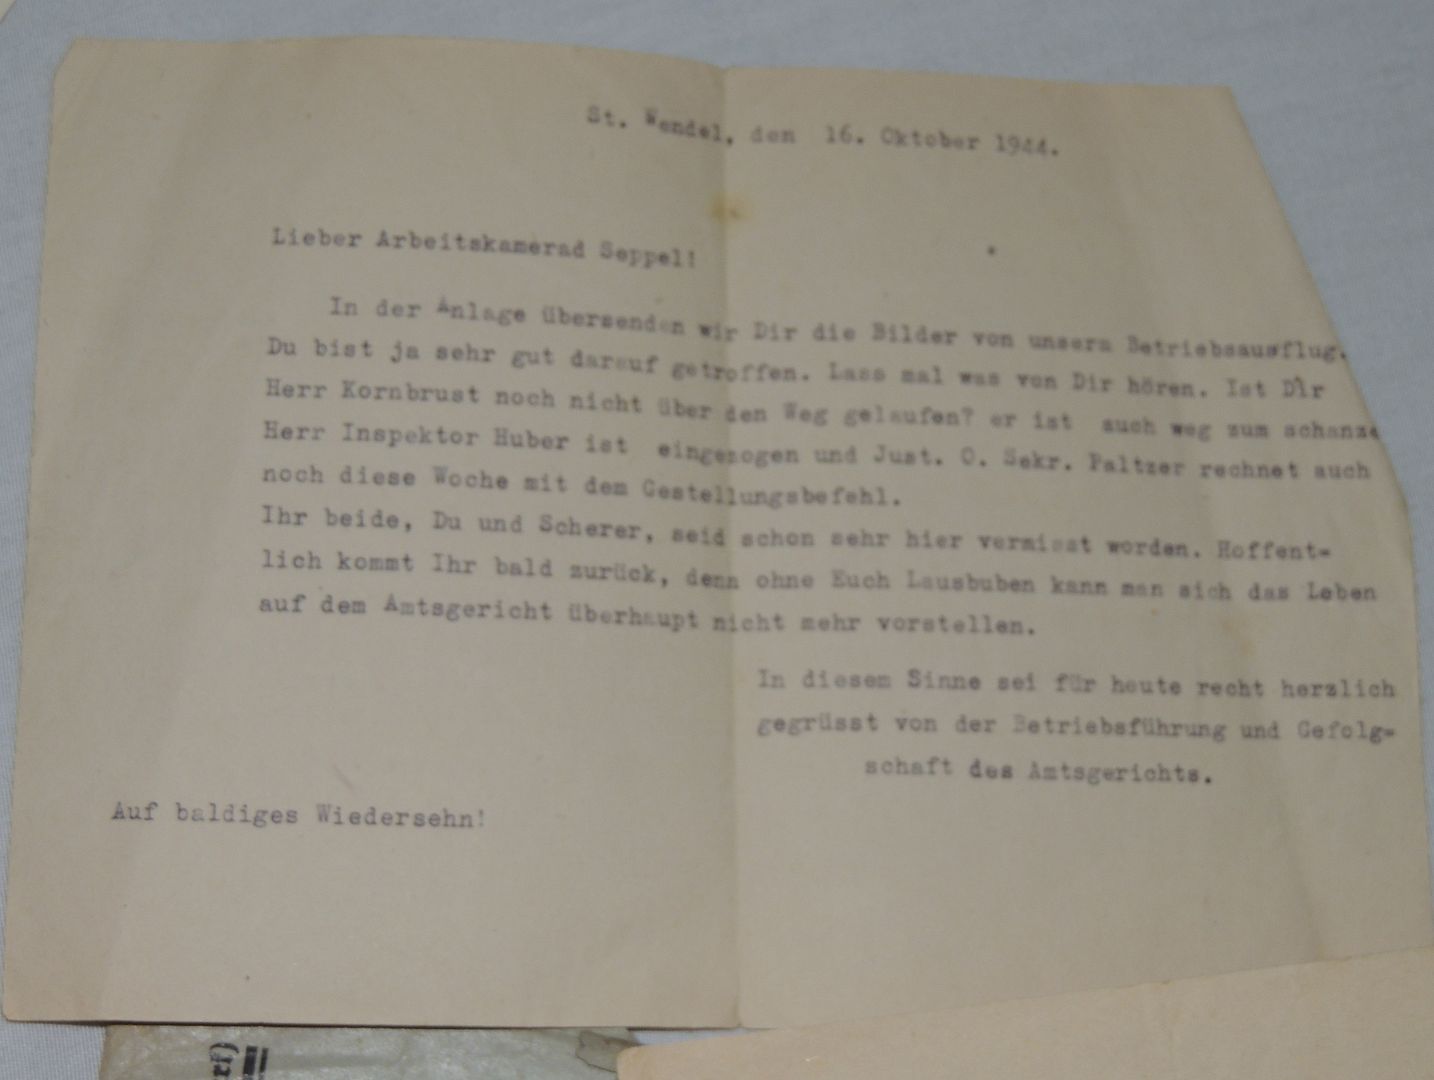 St. Wendel, den 16. Oktober 1944.
Lieber Arbeitskamerad Seppel!
In der Anlage übersenden wir Dir die Bilder von unserm Betriebsausflug.
Du bist ja sehr gut darauf getroffen. Lass mal was von Dir hören. Ist Dir
Herr Kornbrust noch nicht über den Weg gelaufen? er ist auch weg zum schanze
Herr Inspektor Huber ist eingezogen und Just. O. Sekr. Paltzer rechnet auch
noch diese Woche mit dem Gestellungsbefehl.
Ihr beide, Du und Scherer, seid schon sehr hier vermisst worden. Hoffent=
lich kommt Ihr bald zurück, denn ohne Euch Lausbuben kann man sich das Leben
auf dem Amtsgericht überhaupt nicht mehr vorstellen.
In diesem Sinne sei für heute recht herzlich
gegrüsst von der Betriebsführung und Gefolg=
schaft des Amtsgerichts.
Auf baldiges Wiedersehn!
rf)